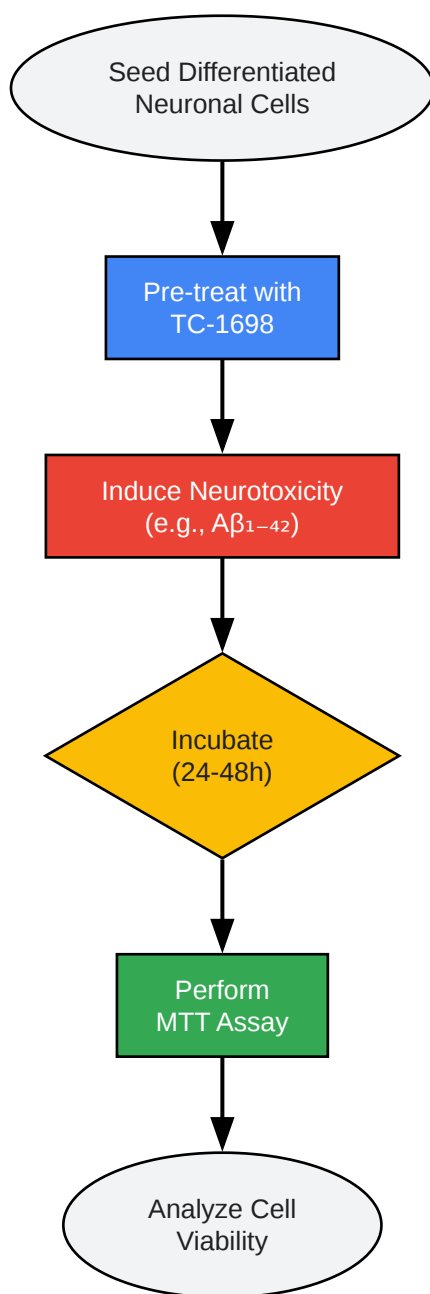 Seed Differentiated
Neuronal Cells
Pre-treat with
TC-1698
Induce Neurotoxicity
(e.g., Aβ₁₋₄₂)
Incubate
(24-48h)
Perform
MTT Assay
Analyze Cell
Viability